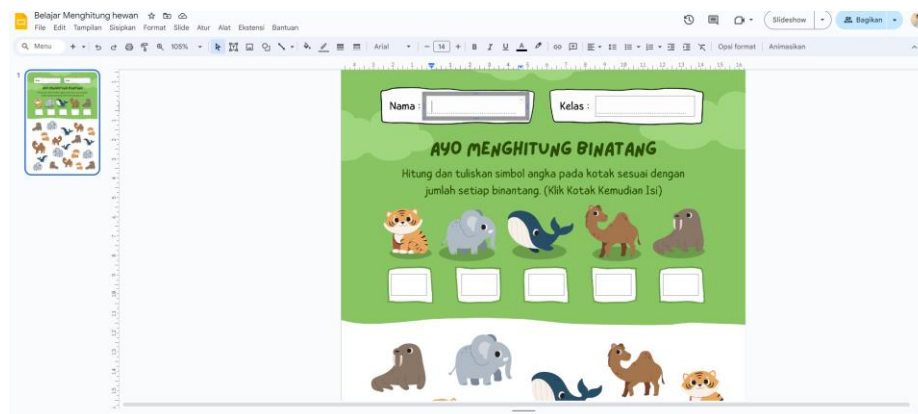 Belajar Menghitung hewan
File Edit Tampilan Sisipkan Format Slide Atur Alat Ekstensi Bantuan
Slideshow
Bagikan
Menu
105%
Arial
14
B I U A
Opsi format
Animasikan
1
Nama :
Kelas :
AYO MENGHITUNG BINATANG
Hitung dan tuliskan simbol angka pada kotak sesuai dengan
jumlah setiap binantang. (Klik Kotak Kemudian Isi)